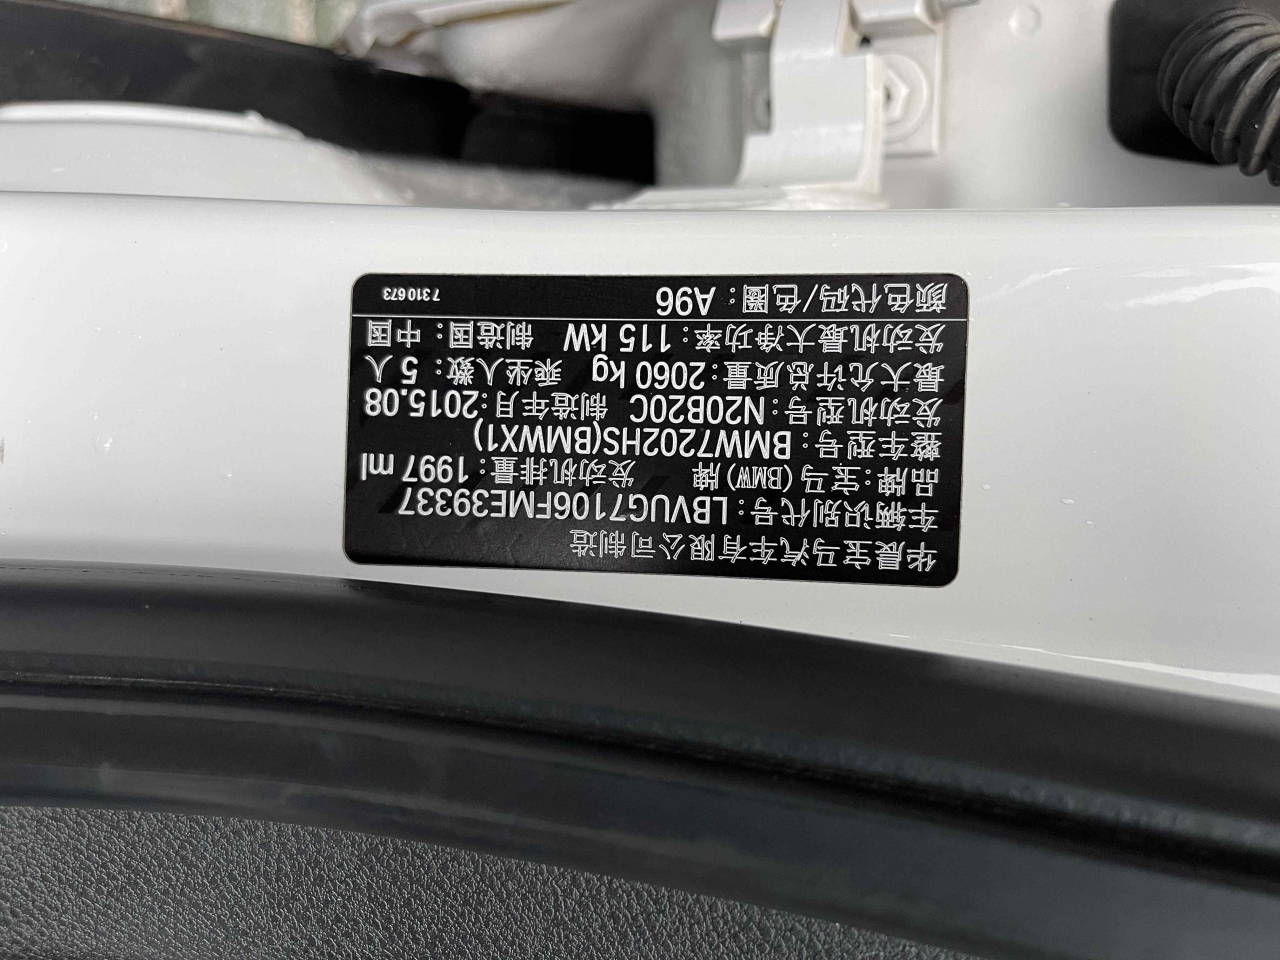 华晨宝马汽车有限公司制造
车辆识别代号：LBVUG7106FME39337
品牌：宝马(BMW)牌 发动机排量：1997 ml
整车型号：BMW7202HS(BMWX1)
发动机型号：N20B20C 制造年月：2015.08
最大允许总质量：2060 kg 乘坐人数：5 人
发动机最大净功率：115 kW 制造国：中国
颜色代码/色圈：A96 7 310 673